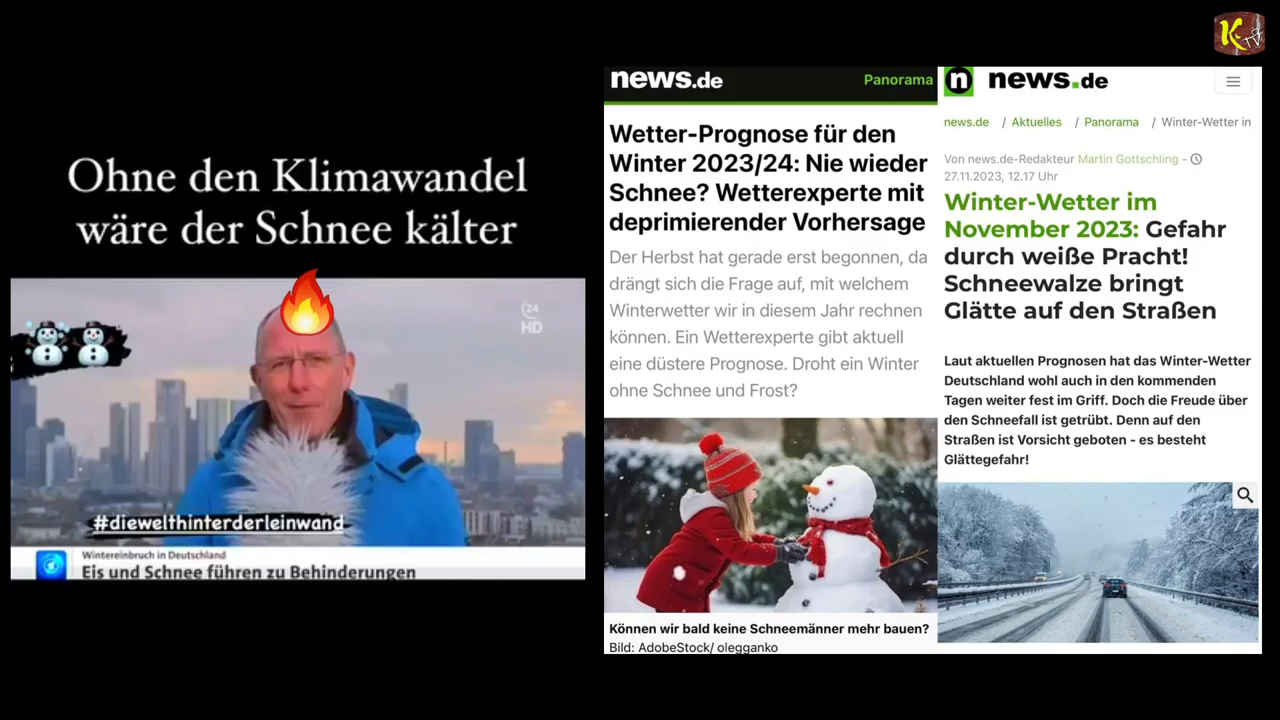 K
TV
Ohne den Klimawandel
wäre der Schnee kälter
24
HD
#diewelthinterderleinwand
Wintereinbruch in Deutschland
Eis und Schnee führen zu Behinderungen
news.de
Panorama
Wetter-Prognose für den
Winter 2023/24: Nie wieder
Schnee? Wetterexperte mit
deprimierender Vorhersage
Der Herbst hat gerade erst begonnen, da
drängt sich die Frage auf, mit welchem
Winterwetter wir in diesem Jahr rechnen
können. Ein Wetterexperte gibt aktuell
eine düstere Prognose. Droht ein Winter
ohne Schnee und Frost?
Können wir bald keine Schneemänner mehr bauen?
Bild: AdobeStock/ olegganko
n news.de
news.de / Aktuelles / Panorama / Winter-Wetter in
Von news.de-Redakteur Martin Gottschling -
27.11.2023, 12.17 Uhr
Winter-Wetter im
November 2023: Gefahr
durch weiße Pracht!
Schneewalze bringt
Glätte auf den Straßen
Laut aktuellen Prognosen hat das Winter-Wetter
Deutschland wohl auch in den kommenden
Tagen weiter fest im Griff. Doch die Freude über
den Schneefall ist getrübt. Denn auf den
Straßen ist Vorsicht geboten - es besteht
Glättegefahr!